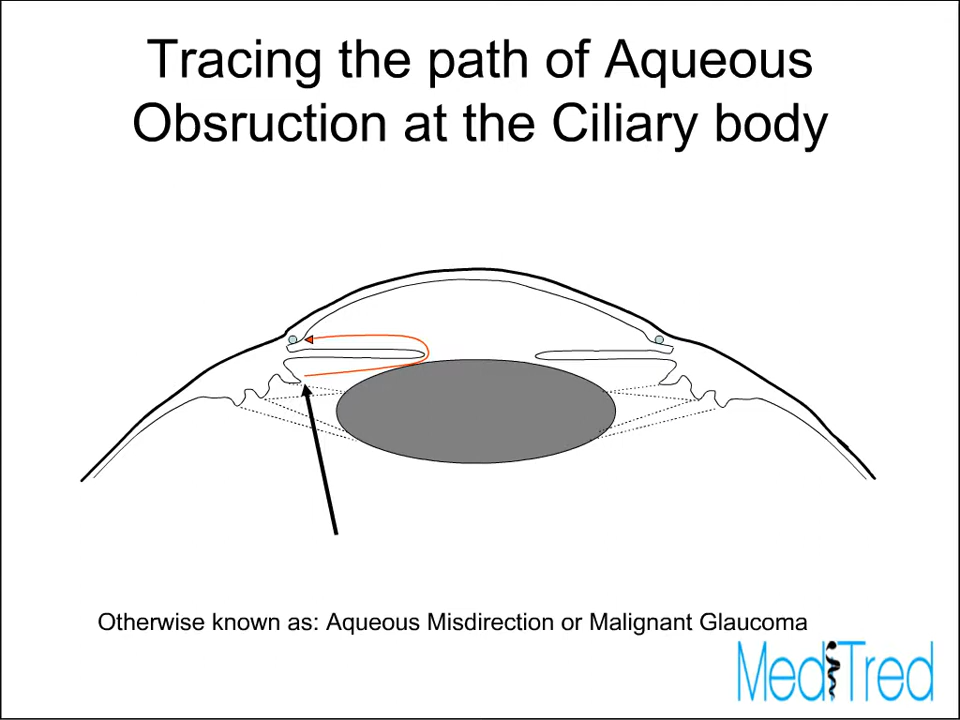 Tracing the path of Aqueous
Obsruction at the Ciliary body
Otherwise known as: Aqueous Misdirection or Malignant Glaucoma
MediTred